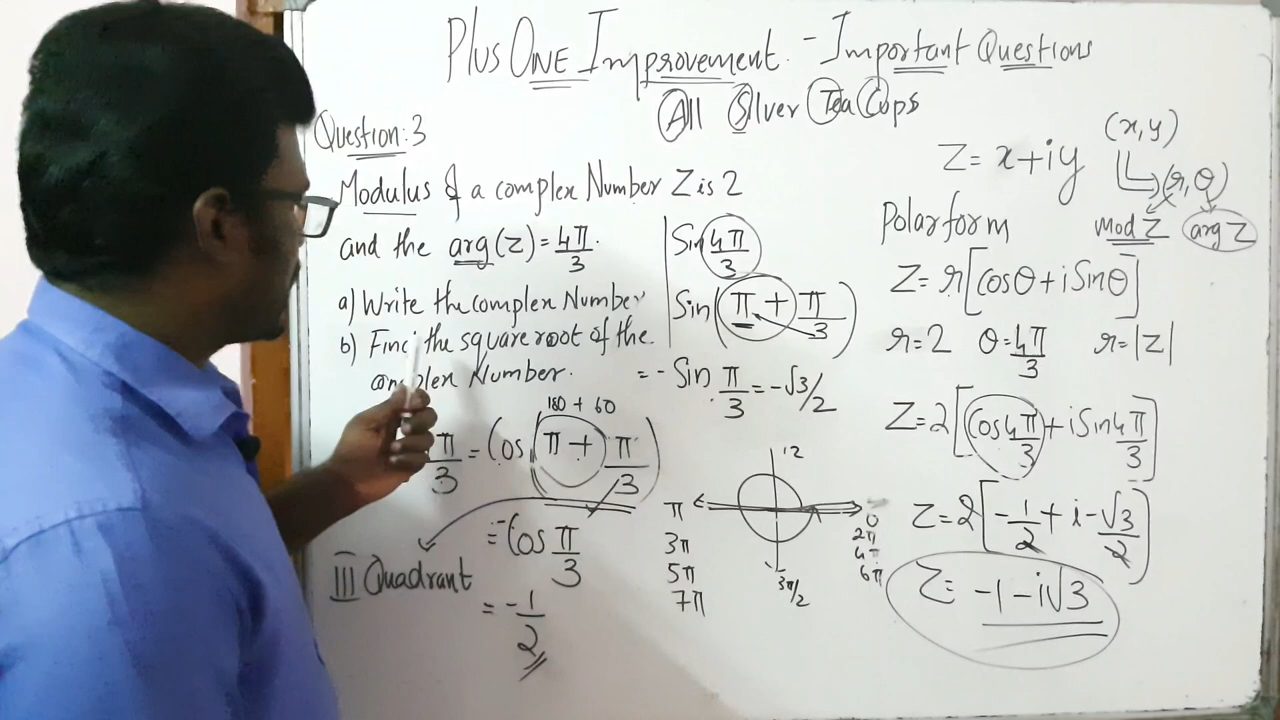 Plus One Improvement - Important Questions
All Silver Tea Cups
Question: 3
Modulus of a complex Number Z is 2
and the arg(z) = 4π/3.
a) Write the complex Number
b) Find the square root of the
complex Number.
π/3 = Cos(π + π/3)
180 + 60
= -Cos π/3
= -1/2
III Quadrant
Sin 4π/3
Sin(π + π/3)
= - Sin π/3 = -√3/2
π/2
π
3π
5π
7π
0
2π
4π
6π
3π/2
Z = x+iy
(x, y)
(r, θ)
Polar form
mod Z
arg Z
Z = r[Cosθ + i Sinθ]
r = 2 θ = 4π/3 r = |Z|
Z = 2[Cos 4π/3 + i Sin 4π/3]
Z = 2[-1/2 + i -√3/2]
Z = -1 - i√3